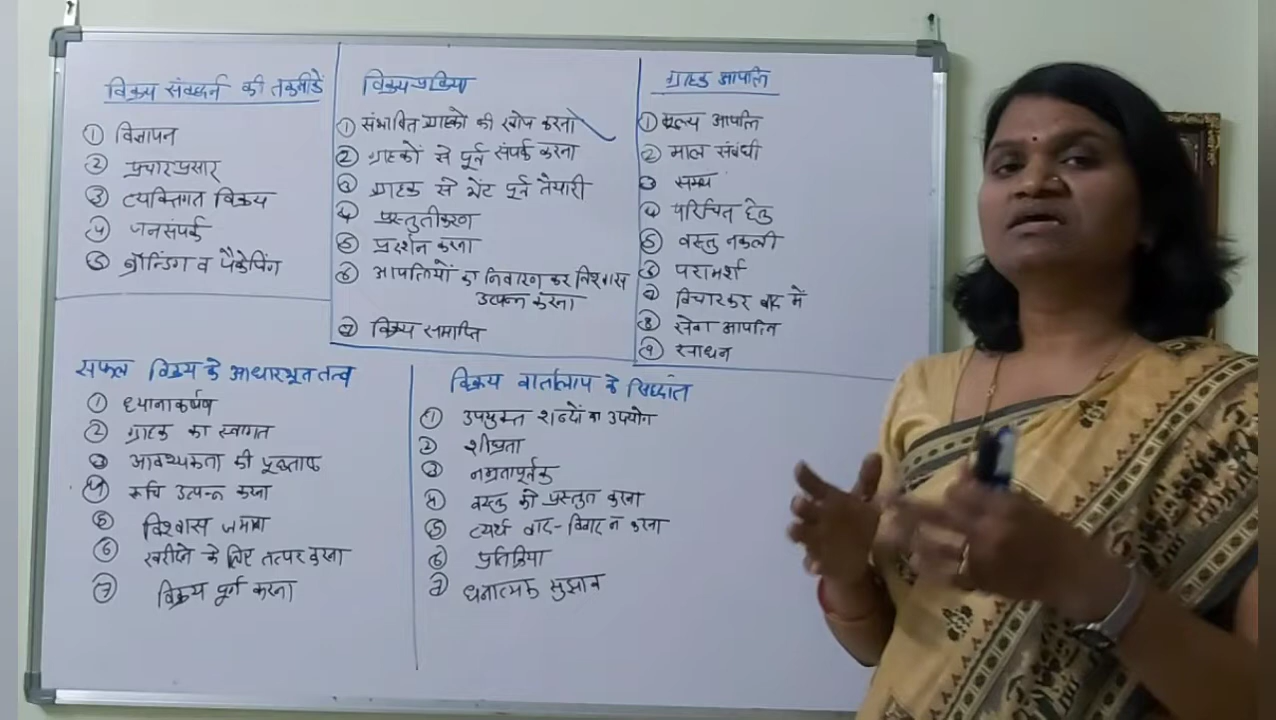 विक्रय संवर्द्धन की तकनीकें
① विज्ञापन
② प्रचारप्रसार
③ व्यक्तिगत विक्रय
④ जनसंपर्क
⑤ ब्रॉन्डिंग व पैकेजिंग
विक्रय प्रक्रिया
① संभावित ग्राहको की खोज करना
② ग्राहकों से पूर्व संपर्क करना
③ ग्राहक से भेंट पूर्व तैयारी
④ प्रस्तुतीकरण
⑤ प्रदर्शन करना
⑥ आपत्तियों का निवारण कर विश्वास
उत्पन्न करना
⑦ विक्रय समाप्ति
ग्राहक आपत्ति
① मूल्य आपत्ति
② माल संबंधी
③ समय
④ परिचित हेतु
⑤ वस्तु नकली
⑥ परामर्श
⑦ विचारकर बाद में
⑧ सेवा आपत्ति
⑨ साधन
सफल विक्रय के आधारभूत तत्व
① ध्यानाकर्षण
② ग्राहक का स्वागत
③ आवश्यकता की पूछताछ
④ रूचि उत्पन्न करना
⑤ विश्वास जमाना
⑥ खरीदने के लिए तत्पर करना
⑦ विक्रय पूर्ण करना
विक्रय वार्तालाप के सिद्धांत
① उपयुक्त शब्दों का उपयोग
② शीघ्रता
③ नम्रतापूर्वक
④ वस्तु को प्रस्तुत करना
⑤ व्यर्थ वाद-विवाद न करना
⑥ प्रतिक्रिया
⑦ धनात्मक सुझाव